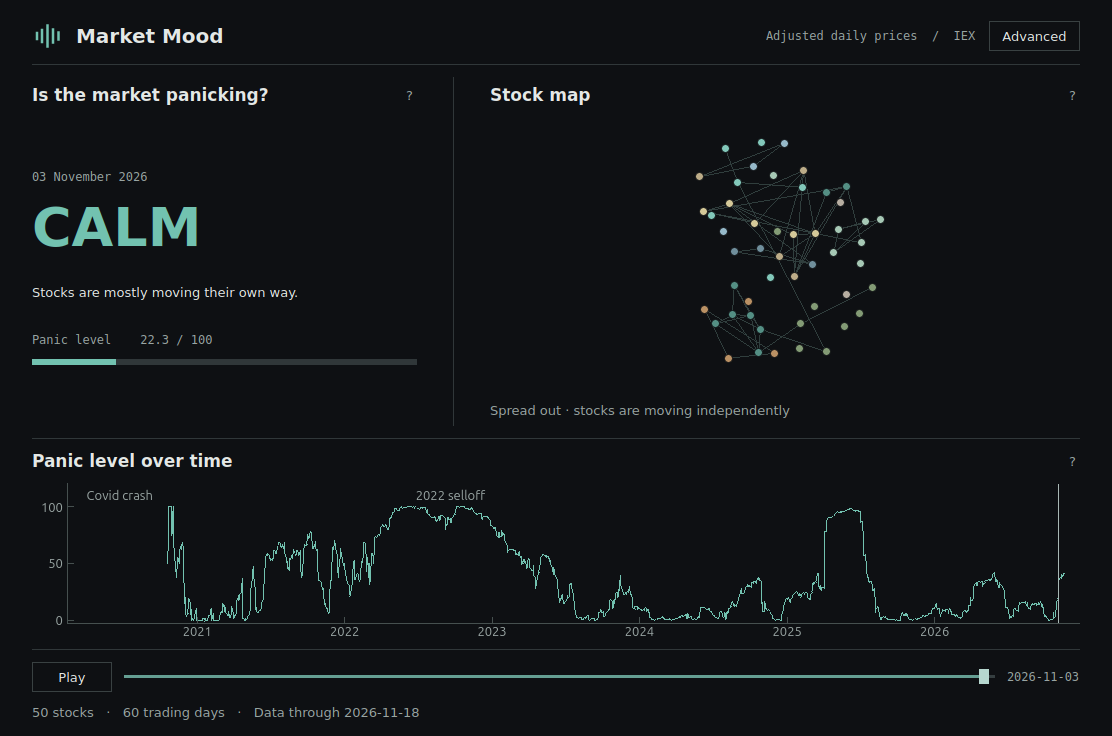 Market Mood
Adjusted daily prices / IEX
Advanced
Is the market panicking?
?
Stock map
?
03 November 2026
CALM
Stocks are mostly moving their own way.
Panic level 22.3 / 100
Spread out · stocks are moving independently
Panic level over time
?
Covid crash
2022 selloff
100
50
0
2021 2022 2023 2024 2025 2026
Play
2026-11-03
50 stocks · 60 trading days · Data through 2026-11-18